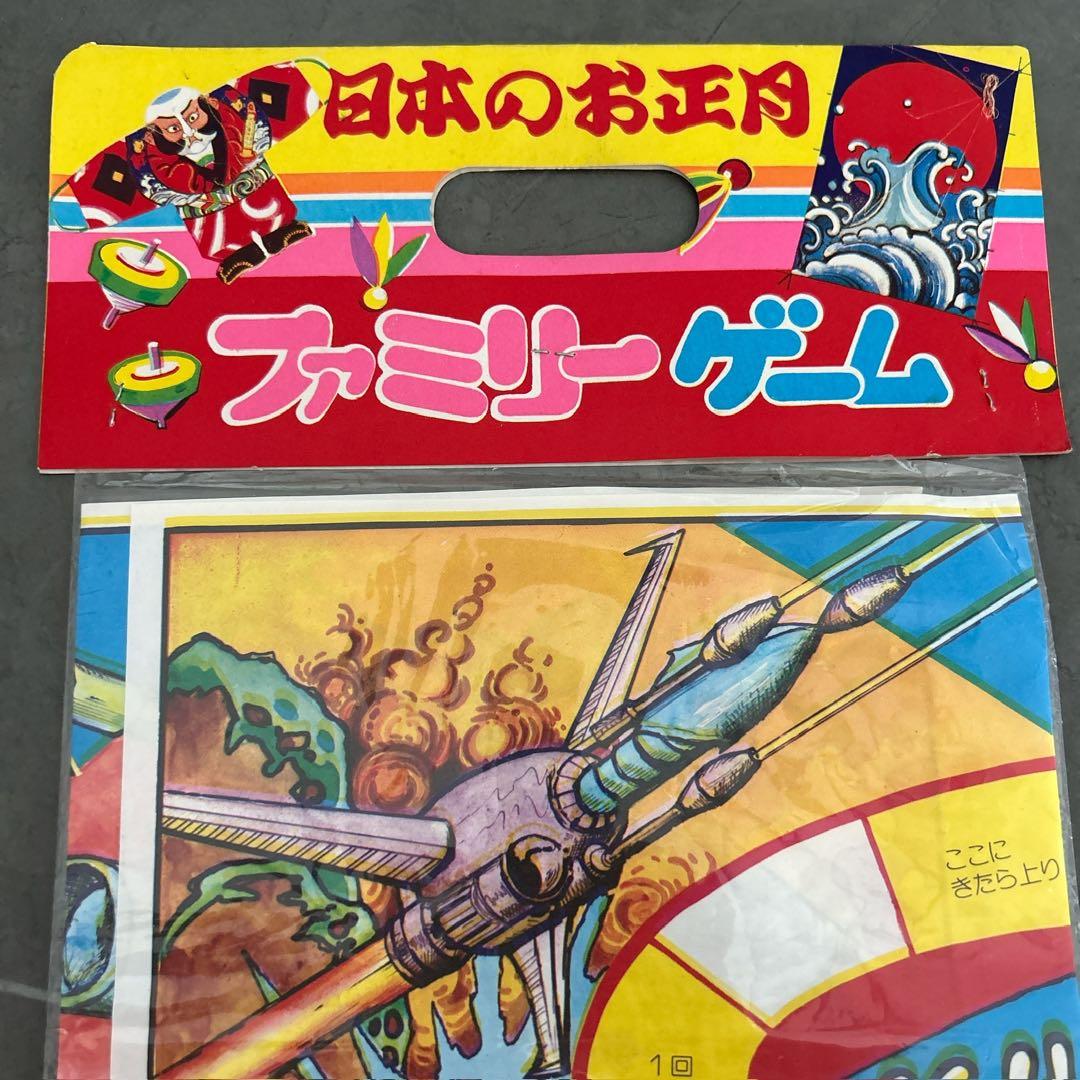 日本のお正月
ファミリーゲーム
ここに
きたら上り
1回